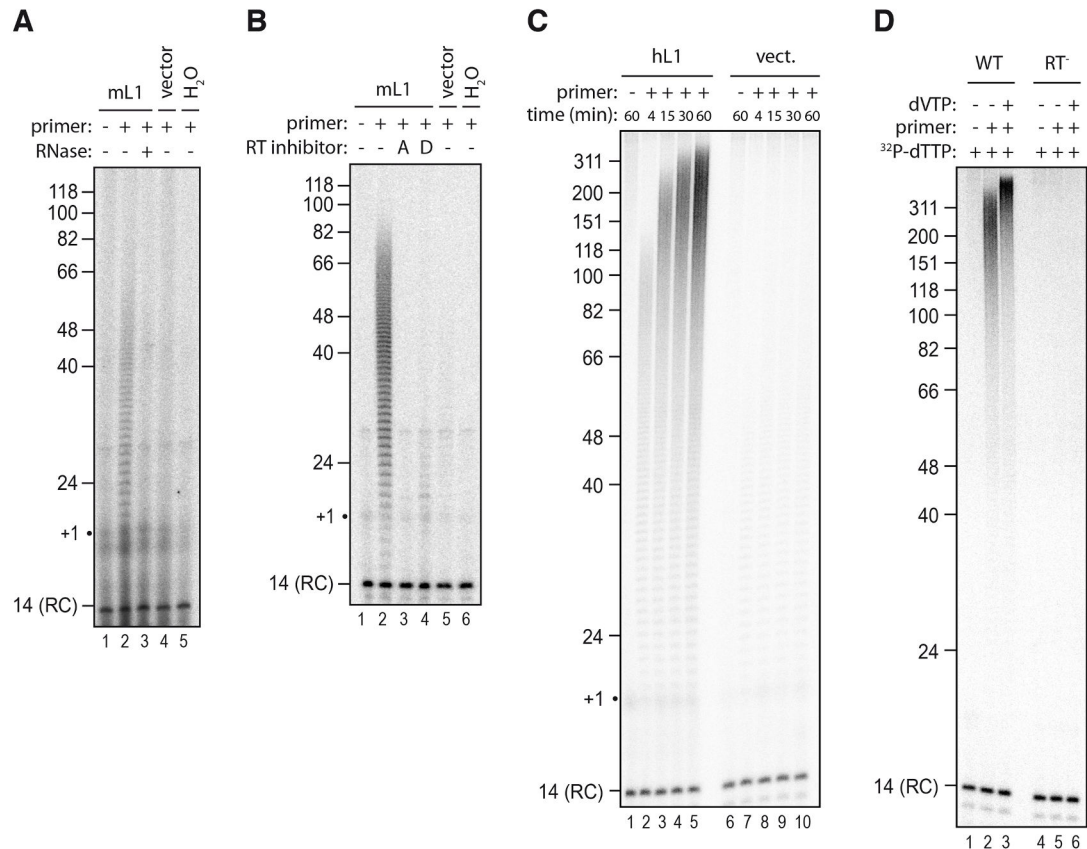 A
mL1
vector
H2O
primer: - + + + +
RNase: - - + - -
118
100
82
66
48
40
24
+1 •
14 (RC)
1 2 3 4 5
B
mL1
vector
H2O
primer: - + + + + +
RT inhibitor: - - A D - -
118
100
82
66
48
40
24
+1 •
14 (RC)
1 2 3 4 5 6
C
hL1 vect.
primer: - + + + + - + + + +
time (min): 60 4 15 30 60 60 4 15 30 60
311
200
151
118
100
82
66
48
40
24
+1 •
14 (RC)
1 2 3 4 5 6 7 8 9 10
D
WT RT-
dVTP: - - + - - +
primer: - + + - + +
32P-dTTP: + + + + + +
311
200
151
118
100
82
66
48
40
24
14 (RC)
1 2 3 4 5 6